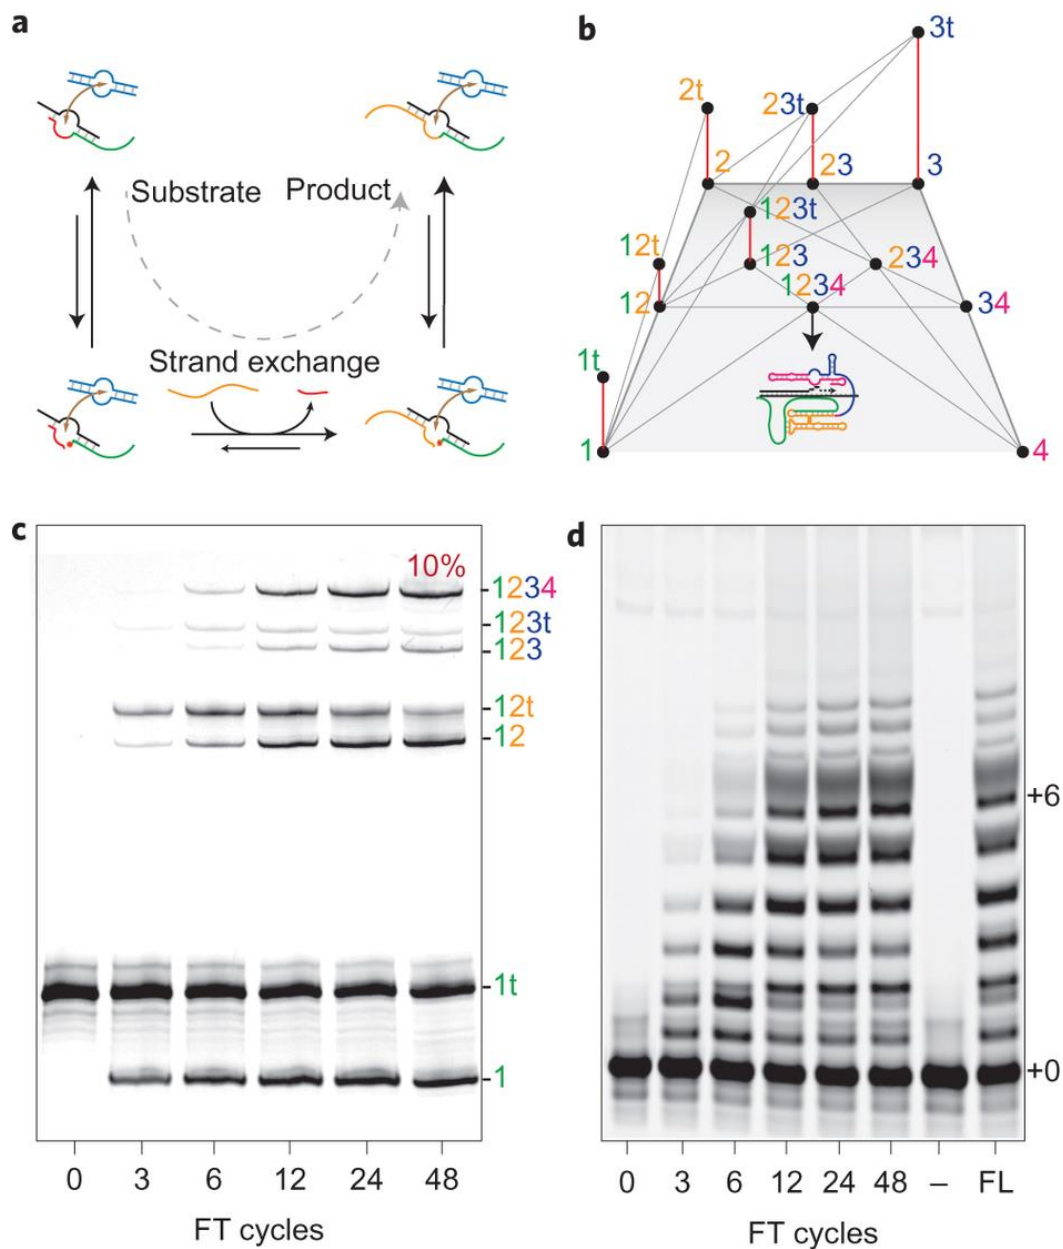 a
Substrate Product
Strand exchange
b
3t
2t
23t
2
23
3
123t
12t
123
234
1234
12
34
1t
1
4
c
10%
1234
123t
123
12t
12
1t
1
0 3 6 12 24 48
FT cycles
d
+6
+0
0 3 6 12 24 48 – FL
FT cycles